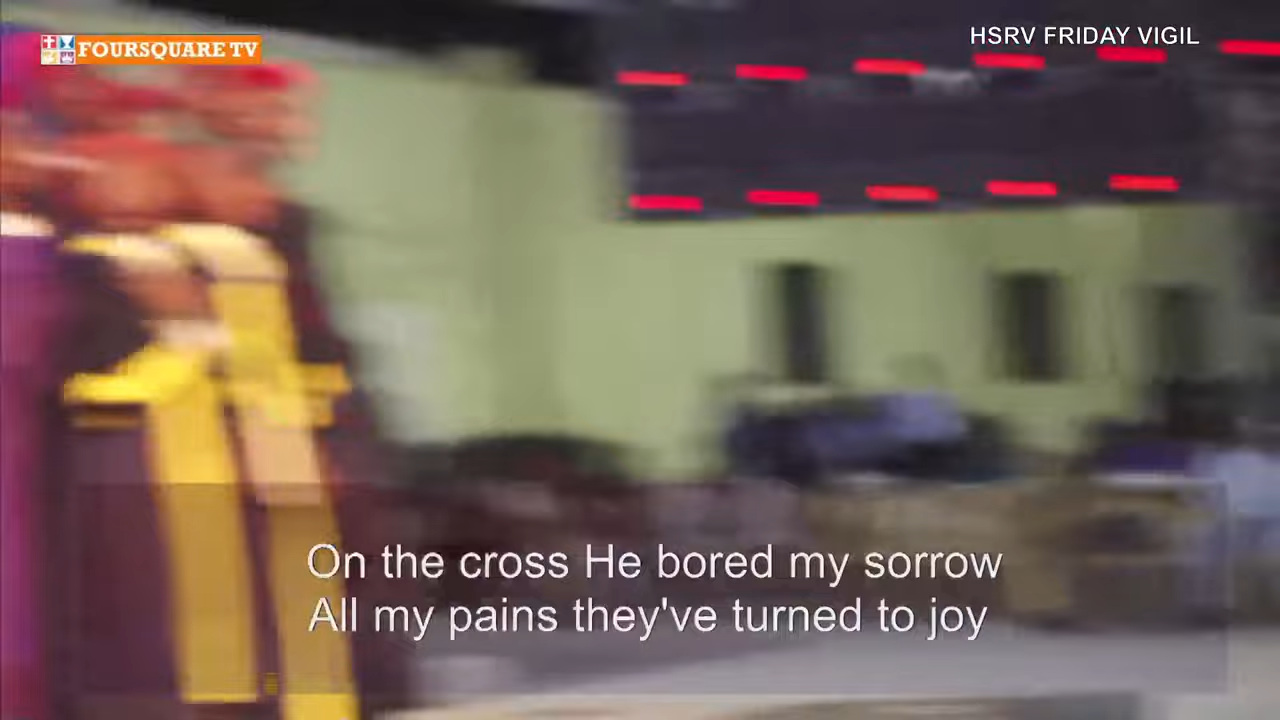 FOURSQUARE TV
HSRV FRIDAY VIGIL
On the cross He bored my sorrow
All my pains they've turned to joy